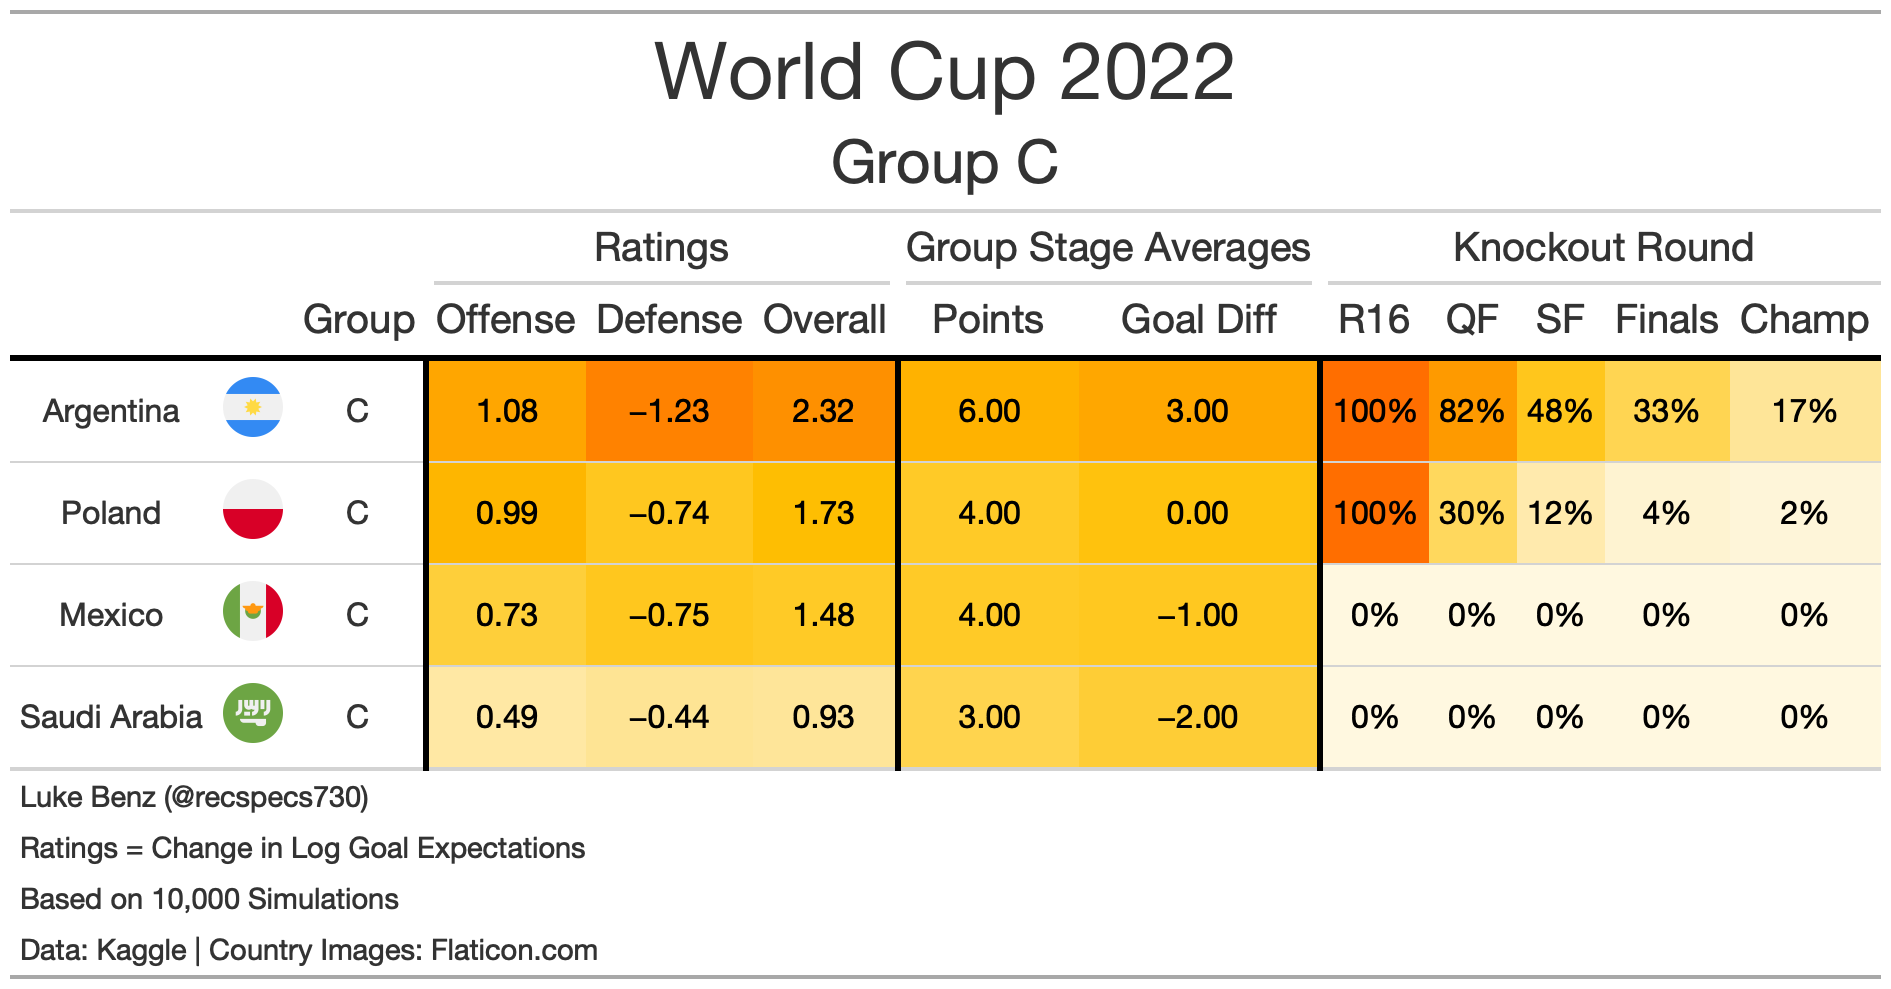 World Cup 2022
Group C
Ratings Group Stage Averages Knockout Round
Group Offense Defense Overall Points Goal Diff R16 QF SF Finals Champ
Argentina C 1.08 −1.23 2.32 6.00 3.00 100% 82% 48% 33% 17%
Poland C 0.99 −0.74 1.73 4.00 0.00 100% 30% 12% 4% 2%
Mexico C 0.73 −0.75 1.48 4.00 −1.00 0% 0% 0% 0% 0%
Saudi Arabia C 0.49 −0.44 0.93 3.00 −2.00 0% 0% 0% 0% 0%
Luke Benz (@recspecs730)
Ratings = Change in Log Goal Expectations
Based on 10,000 Simulations
Data: Kaggle | Country Images: Flaticon.com